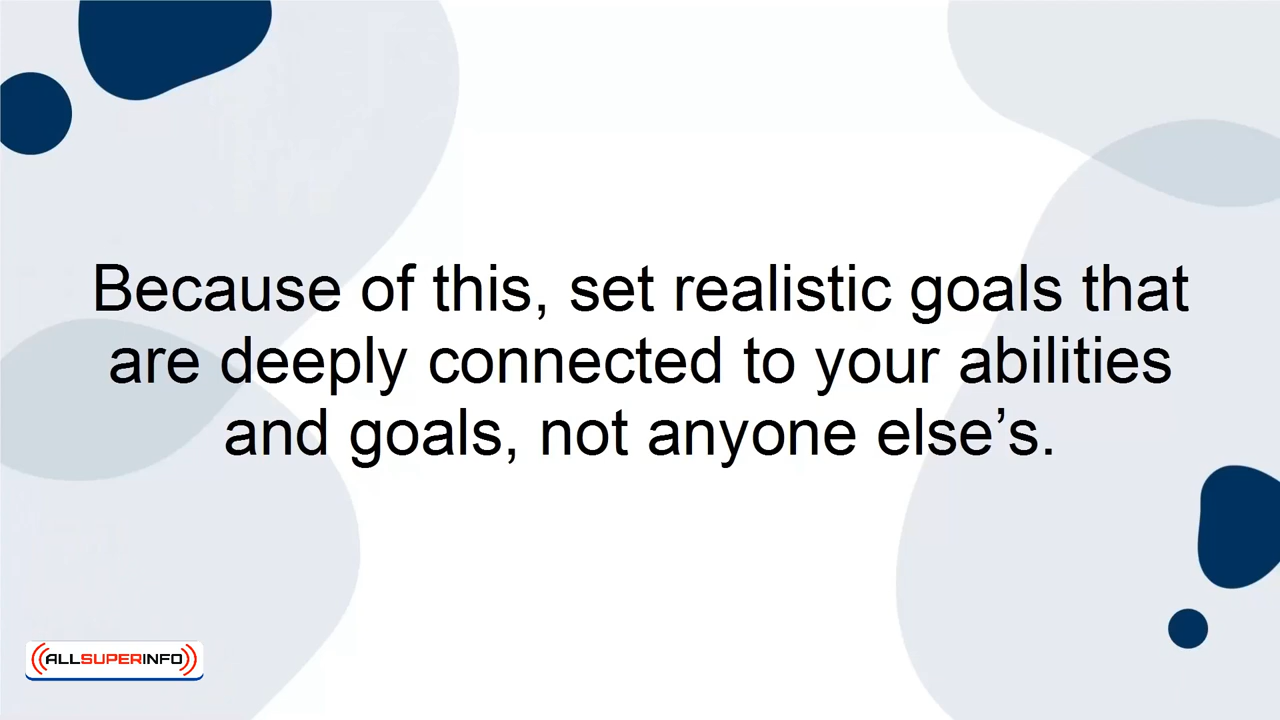 Because of this, set realistic goals that
are deeply connected to your abilities
and goals, not anyone else’s.
ALLSUPERINFO